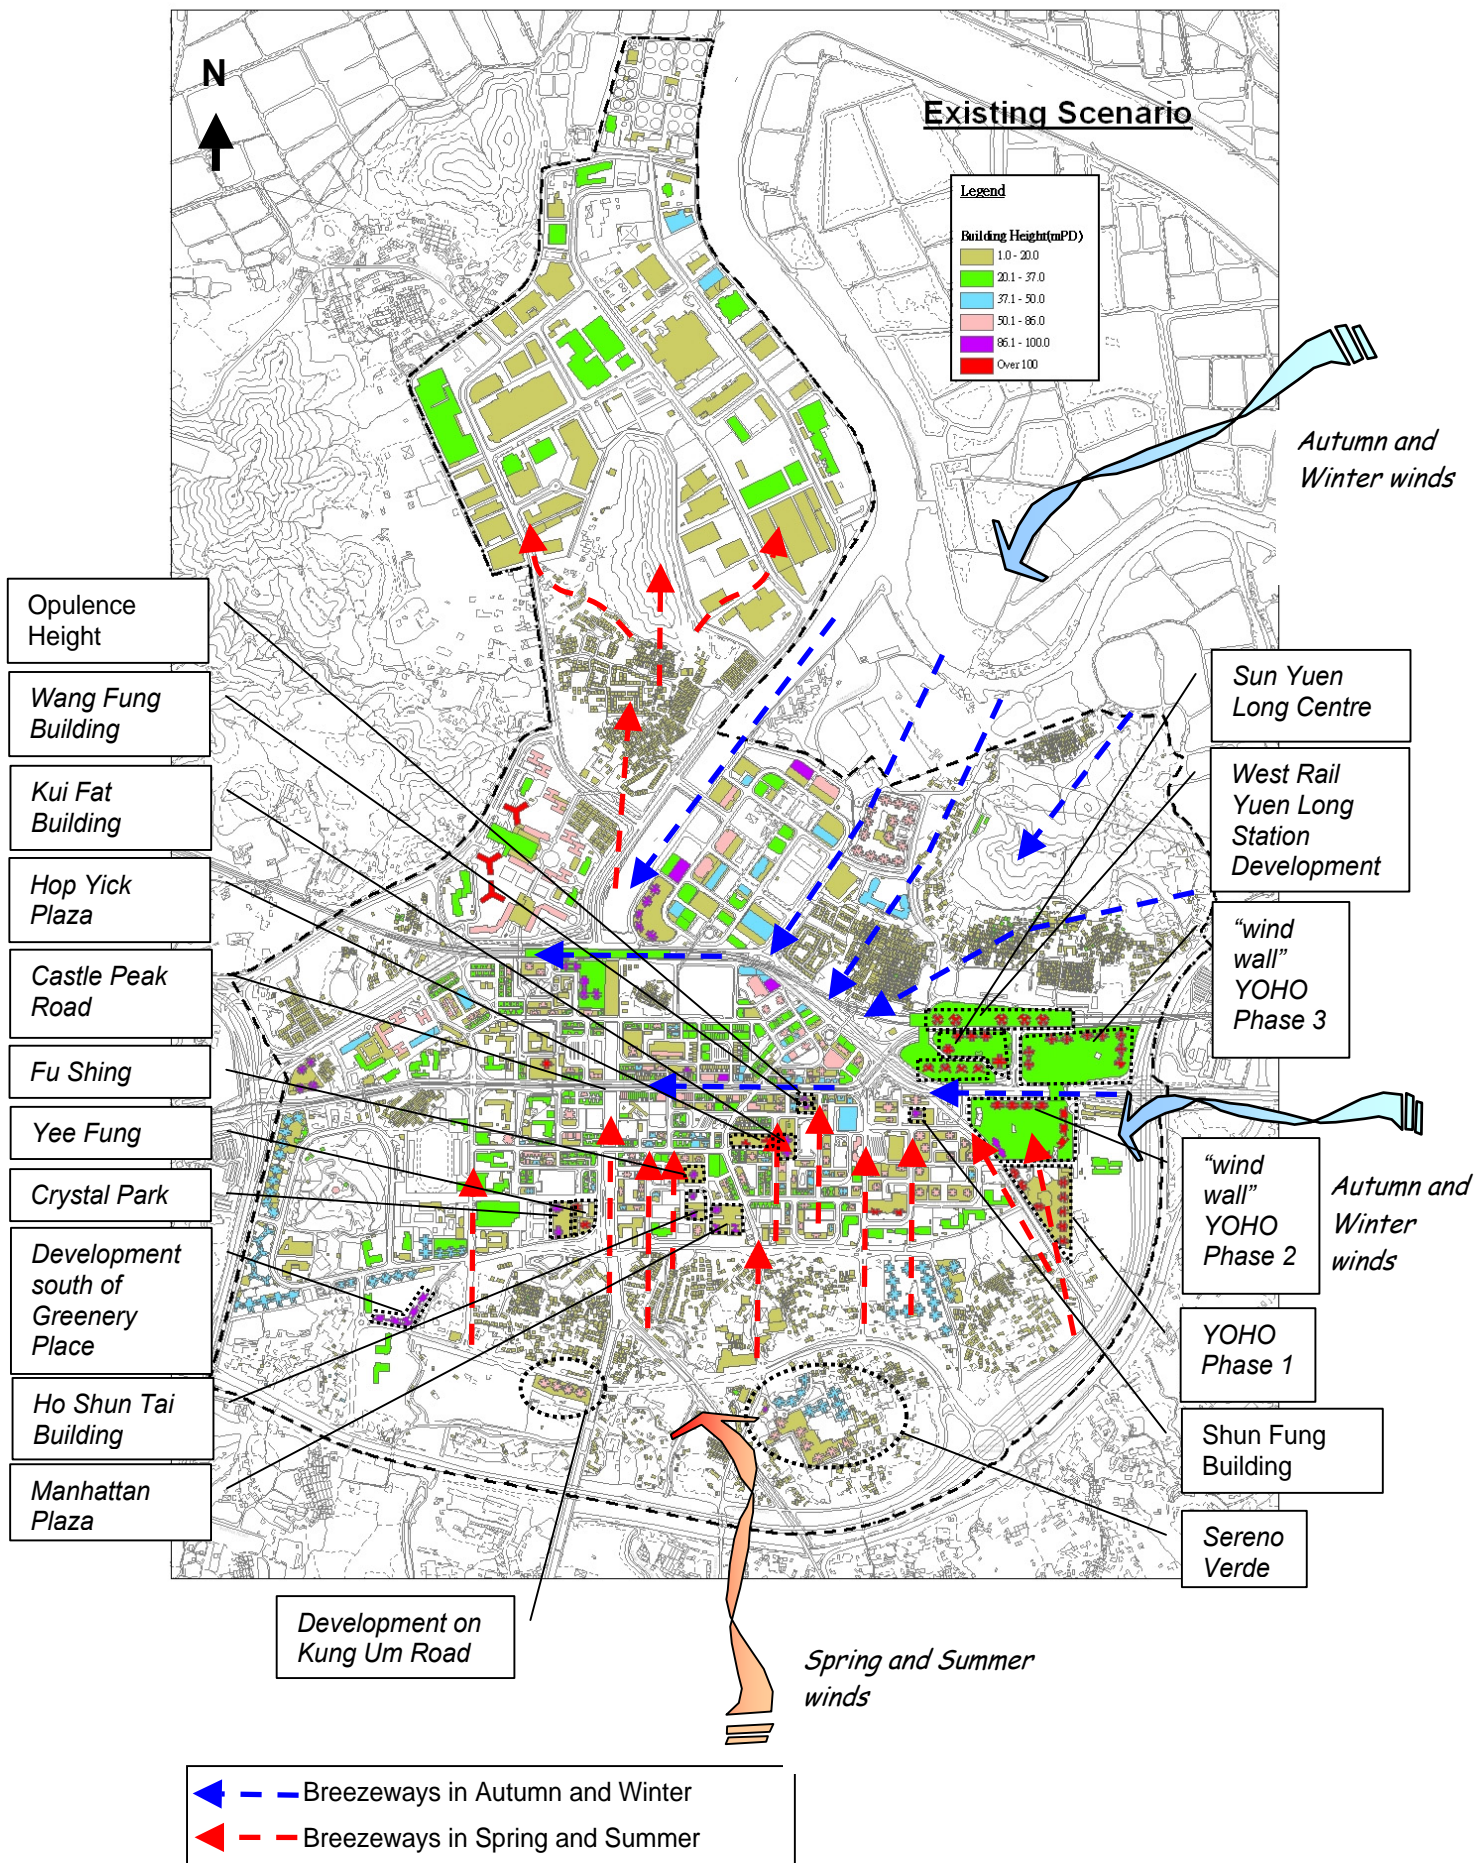 N
Existing Scenario
Legend
Building Height(mPD)
1.0 - 20.0
20.1 - 37.0
37.1 - 50.0
50.1 - 86.0
86.1 - 100.0
Over 100
Autumn and
Winter winds
Opulence
Height
Wang Fung
Building
Kui Fat
Building
Hop Yick
Plaza
Castle Peak
Road
Fu Shing
Yee Fung
Crystal Park
Development
south of
Greenery
Place
Ho Shun Tai
Building
Manhattan
Plaza
Sun Yuen
Long Centre
West Rail
Yuen Long
Station
Development
“wind
wall”
YOHO
Phase 3
“wind
wall”
YOHO
Phase 2
Autumn and
Winter
winds
YOHO
Phase 1
Shun Fung
Building
Sereno
Verde
Development on
Kung Um Road
Spring and Summer
winds
Breezeways in Autumn and Winter
Breezeways in Spring and Summer